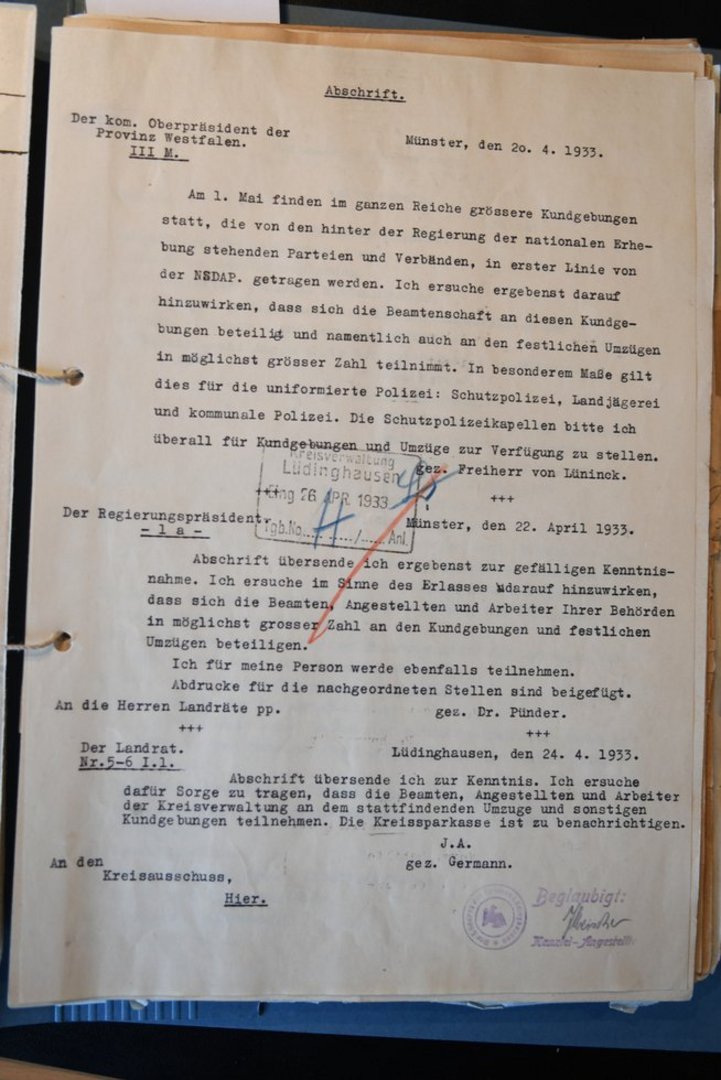 Abschrift.
Der kom. Oberpräsident der
Provinz Westfalen.
III M.
Münster, den 20. 4. 1933.
Am 1. Mai finden im ganzen Reiche grössere Kundgebungen
statt, die von den hinter der Regierung der nationalen Erhe-
bung stehenden Parteien und Verbänden, in erster Linie von
der NSDAP. getragen werden. Ich ersuche ergebenst darauf
hinzuwirken, dass sich die Beamtenschaft an diesen Kundge-
bungen beteiligt und namentlich auch an den festlichen Umzügen
in möglichst grösser Zahl teilnimmt. In besonderem Maße gilt
dies für die uniformierte Polizei: Schutzpolizei, Landjägerei
und kommunale Polizei. Die Schutzpolizeikapellen bitte ich
überall für Kundgebungen und Umzüge zur Verfügung zu stellen.
gez. Freiherr von Lüninck.
+++ +++
Kreisverwaltung
Lüdinghausen
Eing 26. APR. 1933
Tgb.No. / Anl.
Der Regierungspräsident.
- 1a -
Münster, den 22. April 1933.
Abschrift übersende ich ergebenst zur gefälligen Kenntnis-
nahme. Ich ersuche im Sinne des Erlasses darauf hinzuwirken,
dass sich die Beamten, Angestellten und Arbeiter Ihrer Behörden
in möglichst grosser Zahl an den Kundgebungen und festlichen
Umzügen beteiligen.
Ich für meine Person werde ebenfalls teilnehmen.
Abdrucke für die nachgeordneten Stellen sind beigefügt.
An die Herren Landräte pp.
gez. Dr. Pünder.
+++ +++
Der Landrat.
Nr.5-6 I.1.
Lüdinghausen, den 24. 4. 1933.
Abschrift übersende ich zur Kenntnis. Ich ersuche
dafür Sorge zu tragen, dass die Beamten, Angestellten und Arbeiter
der Kreisverwaltung an dem stattfindenden Umzuge und sonstigen
Kundgebungen teilnehmen. Die Kreissparkasse ist zu benachrichtigen.
J.A.
gez. Germann.
An den
Kreisausschuss,
Hier.
Beglaubigt:
Kanzlei-Angestellte